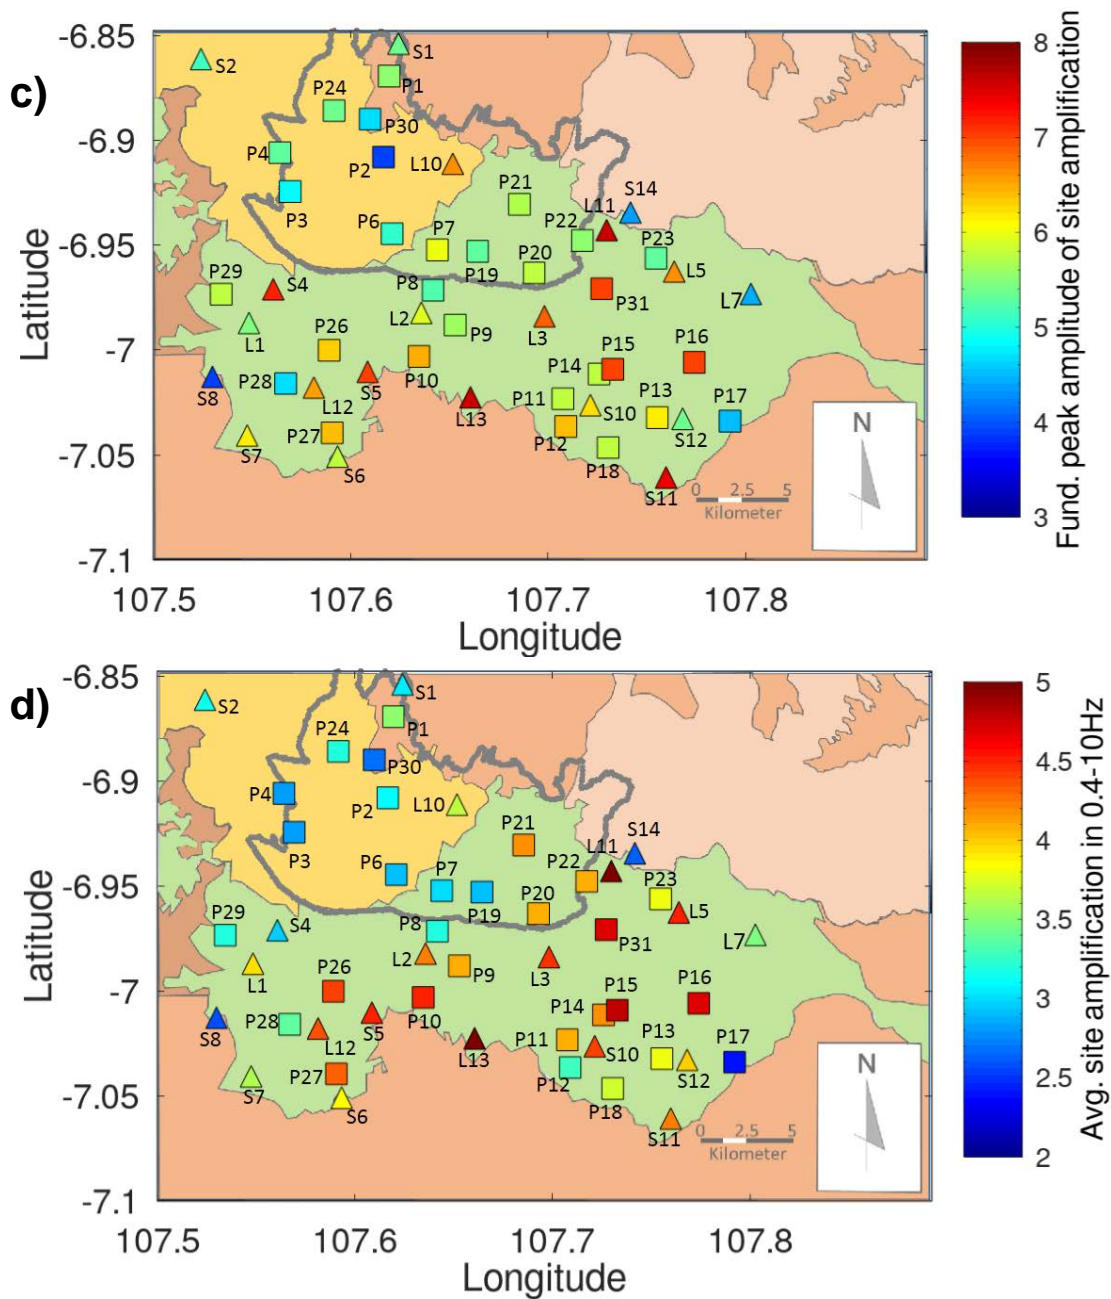 c)
-6.85
-6.9
-6.95
-7
-7.05
-7.1
Latitude
107.5 107.6 107.7 107.8
Longitude
S2 S1
P24 P1
P30
P4 P2 L10
P3 P6 P7 P21 L11 S14
P22 P23
P19 P20 L5
P29 S4 P8 P31 L7
L1 P26 L2 P9 L3
P15 P16
S8 P28 S5 P10 P14
L12 L13 P11 S10 P13 P17
S7 P27 P12 S12
S6 P18
S11
0 2.5 5
Kilometer
N
8
7
6
5
4
3
Fund. peak amplitude of site amplification
d)
-6.85
-6.9
-6.95
-7
-7.05
-7.1
Latitude
107.5 107.6 107.7 107.8
Longitude
S2 S1
P24 P1
P30
P4 P2 L10
P3 P6 P7 P21 L11 S14
P22 P23
P19 P20 L5
P29 S4 P8 P31 L7
L1 P26 L2 P9 L3
P15 P16
S8 P28 S5 P10 P14
L12 L13 P11 S10 P13 P17
S7 P27 P12 S12
S6 P18
S11
0 2.5 5
Kilometer
N
5
4.5
4
3.5
3
2.5
2
Avg. site amplification in 0.4-10Hz